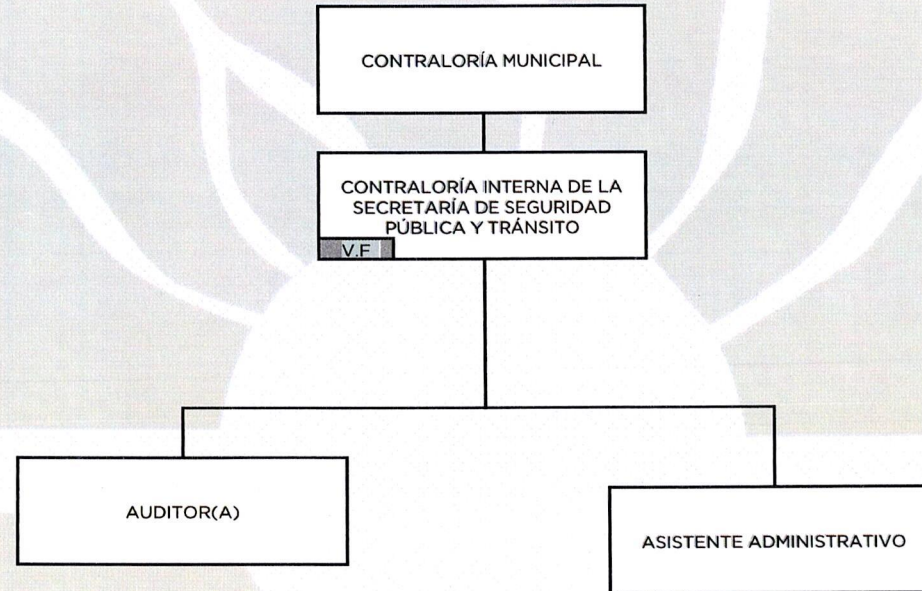 CONTRALORÍA MUNICIPAL
CONTRALORÍA INTERNA DE LA
SECRETARÍA DE SEGURIDAD
PÚBLICA Y TRÁNSITO
V.F
AUDITOR(A)
ASISTENTE ADMINISTRATIVO